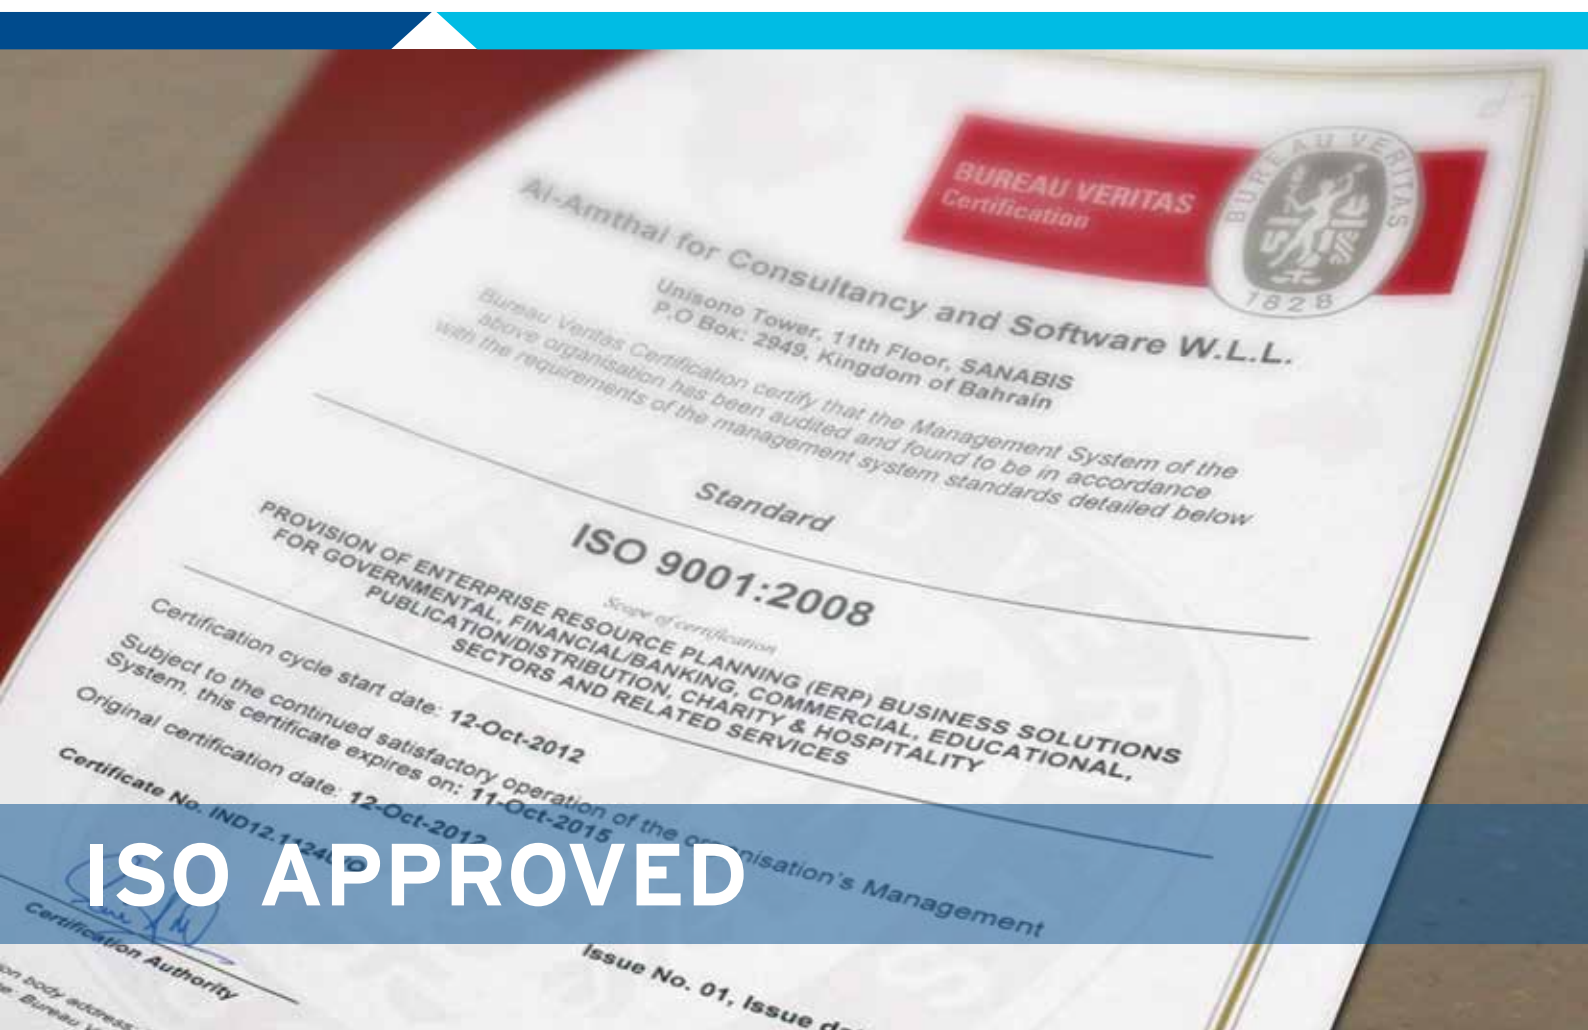 BUREAU VERITAS
Certification
BUREAU VERITAS
1828
Al-Amthal for Consultancy and Software W.L.L.
Unisono Tower, 11th Floor, SANABIS
P.O Box: 2949, Kingdom of Bahrain
Bureau Veritas Certification certify that the Management System of the
above organisation has been audited and found to be in accordance
with the requirements of the management system standards detailed below
Standard
ISO 9001:2008
Scope of certification
PROVISION OF ENTERPRISE RESOURCE PLANNING (ERP) BUSINESS SOLUTIONS
FOR GOVERNMENTAL, FINANCIAL/BANKING, COMMERCIAL, EDUCATIONAL,
PUBLICATION/DISTRIBUTION, CHARITY & HOSPITALITY
SECTORS AND RELATED SERVICES
Certification cycle start date: 12-Oct-2012
Subject to the continued satisfactory operation of the organisation's Management
System, this certificate expires on: 11-Oct-2015
Original certification date: 12-Oct-2012
Certificate No.
ISO APPROVED
Certification Authority
Issue No. 01, Issue
body address
Bureau